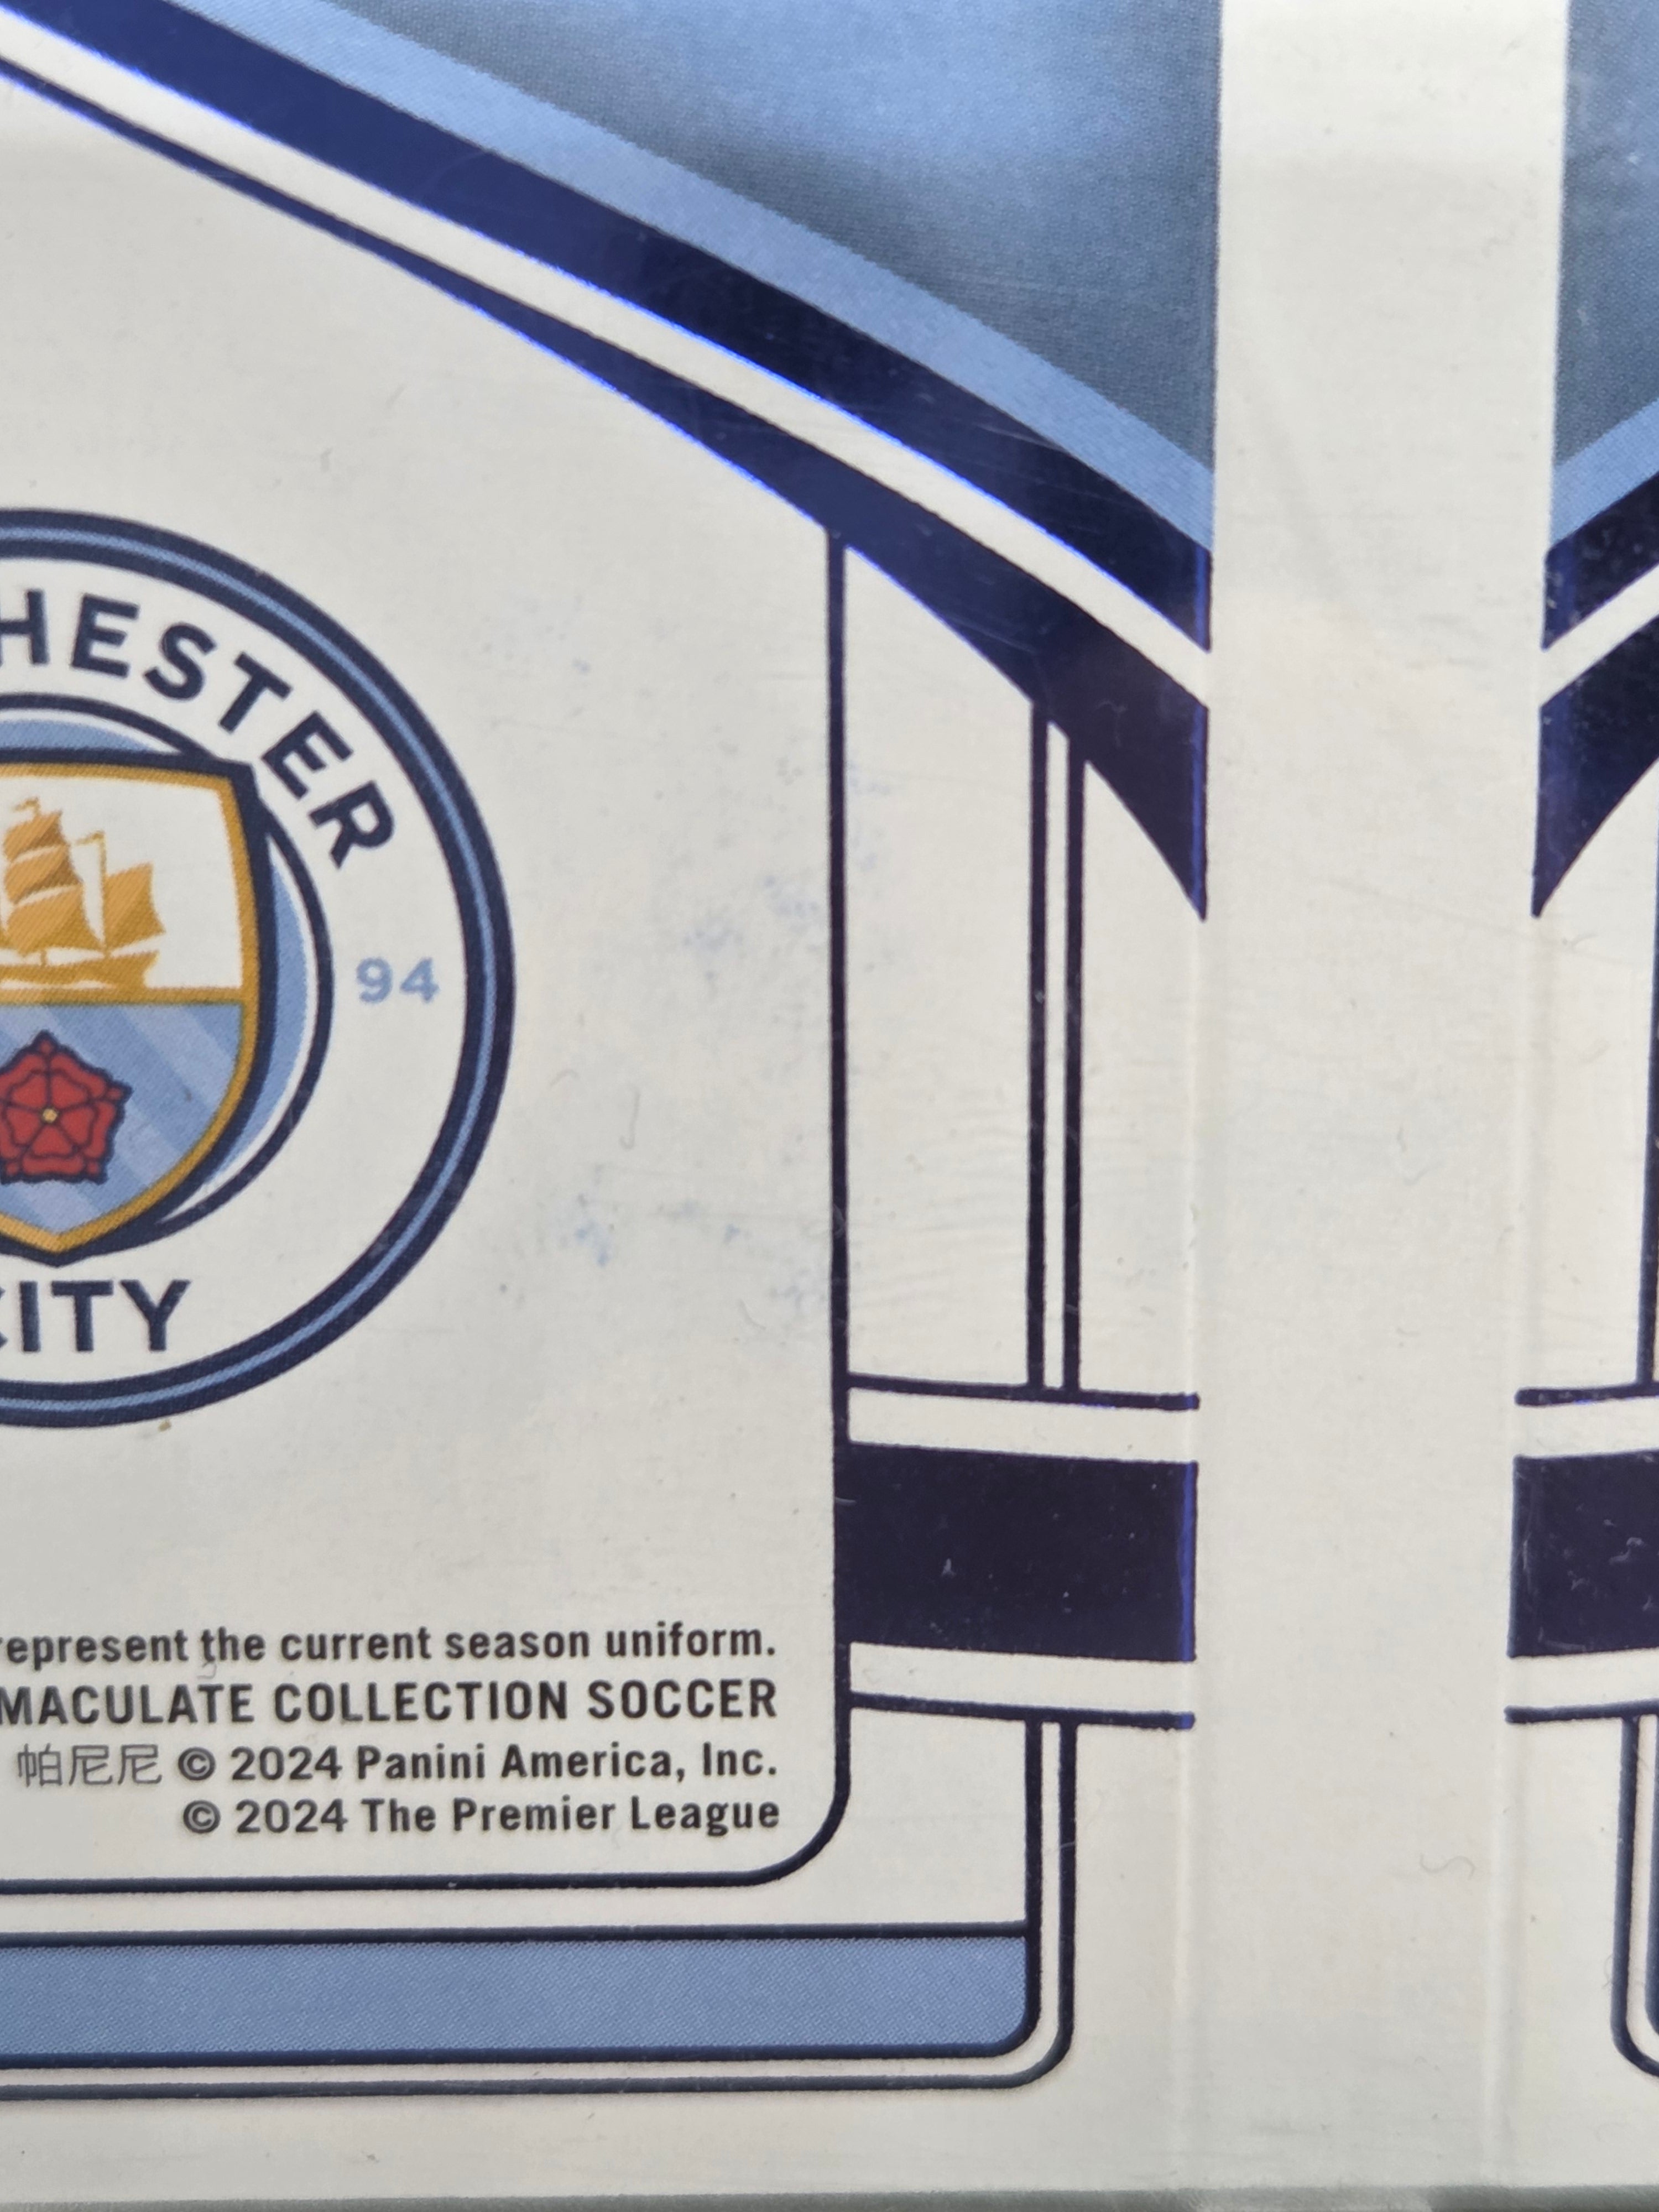 HESTER
94
CITY
represent the current season uniform.
MACULATE COLLECTION SOCCER
帕尼尼 © 2024 Panini America, Inc.
© 2024 The Premier League